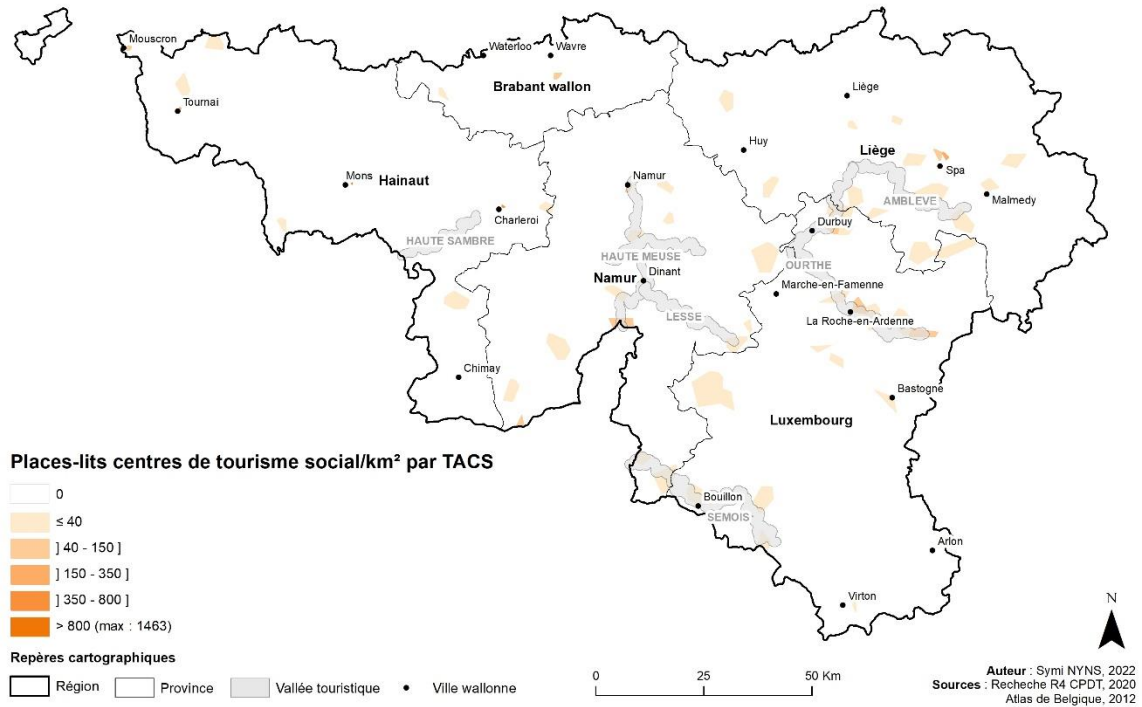 Mouscron
Waterloo
Wavre
Brabant wallon
Tournai
Liège
Huy
Liège
Spa
Mons
Hainaut
Namur
AMBLEVE
Malmedy
Charleroi
Durbuy
HAUTE SAMBRE
HAUTE MEUSE
OURTHE
Namur
Dinant
Marche-en-Famenne
LESSE
La Roche-en-Ardenne
Chimay
Bastogne
Luxembourg
Bouillon
SEMOIS
Arlon
Virton
Places-lits centres de tourisme social/km² par TACS
0
≤ 40
] 40 - 150 ]
] 150 - 350 ]
] 350 - 800 ]
> 800 (max : 1463)
Repères cartographiques
Région
Province
Vallée touristique
Ville wallonne
0 25 50 Km
N
Auteur : Symi NYNS, 2022
Sources : Recheche R4 CPDT, 2020
Atlas de Belgique, 2012